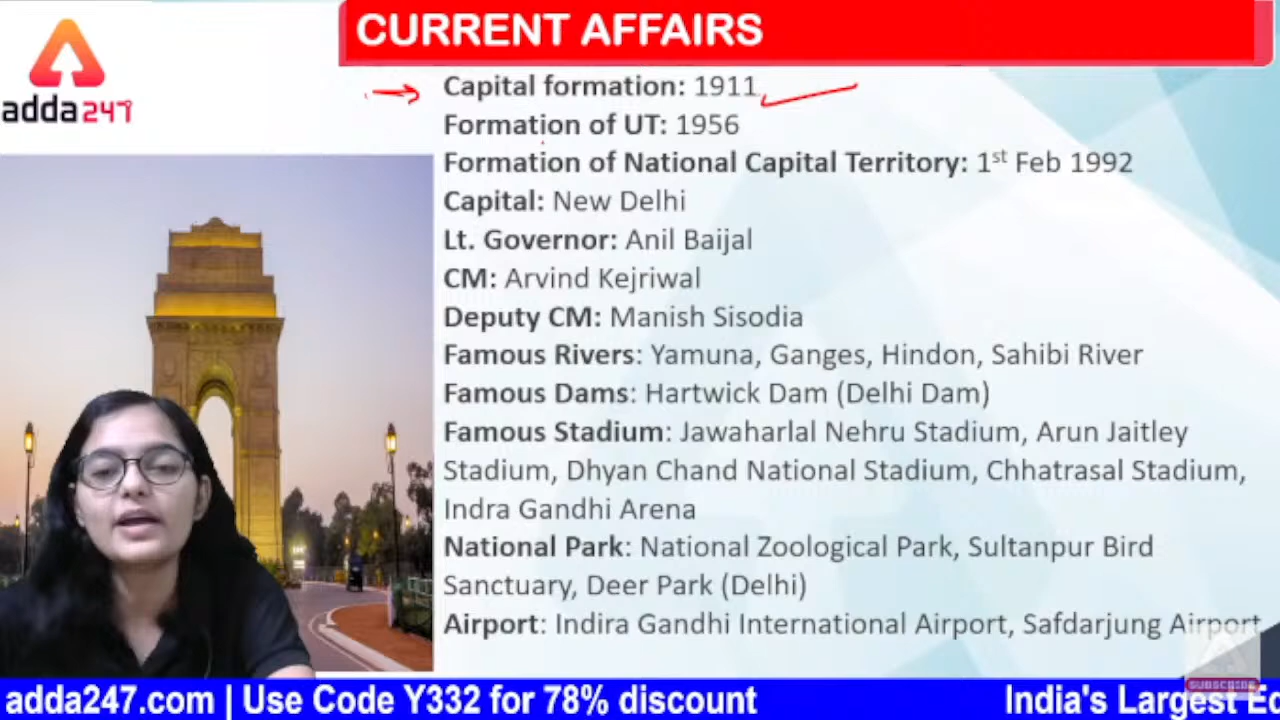 CURRENT AFFAIRS
adda247
Capital formation: 1911
Formation of UT: 1956
Formation of National Capital Territory: 1st Feb 1992
Capital: New Delhi
Lt. Governor: Anil Baijal
CM: Arvind Kejriwal
Deputy CM: Manish Sisodia
Famous Rivers: Yamuna, Ganges, Hindon, Sahibi River
Famous Dams: Hartwick Dam (Delhi Dam)
Famous Stadium: Jawaharlal Nehru Stadium, Arun Jaitley
Stadium, Dhyan Chand National Stadium, Chhatrasal Stadium,
Indra Gandhi Arena
National Park: National Zoological Park, Sultanpur Bird
Sanctuary, Deer Park (Delhi)
Airport: Indira Gandhi International Airport, Safdarjung Airport
SUBSCRIBE
adda247.com | Use Code Y332 for 78% discount India's Largest